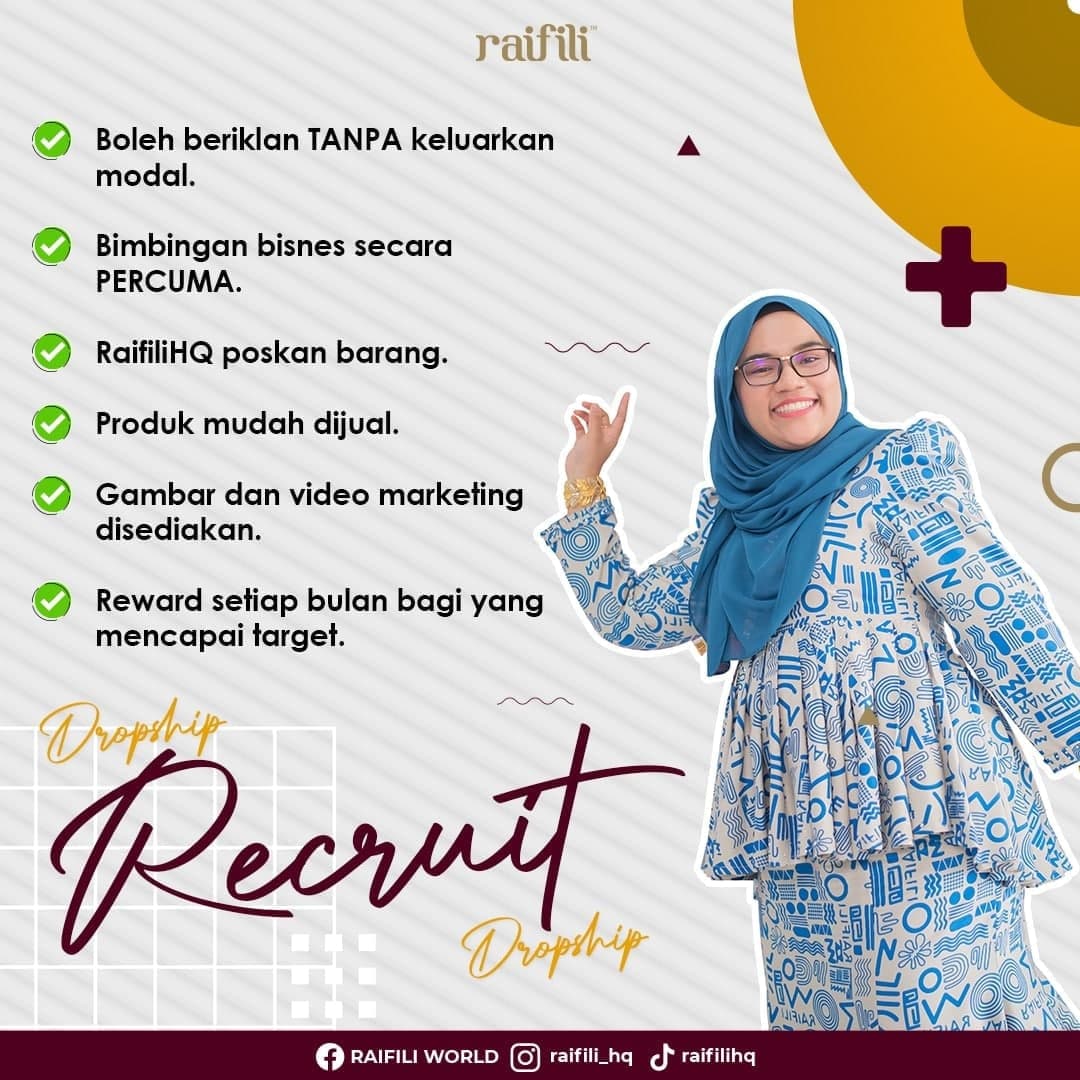 raifili™
Boleh beriklan TANPA keluarkan
modal.
Bimbingan bisnes secara
PERCUMA.
RaifiliHQ poskan barang.
Produk mudah dijual.
Gambar dan video marketing
disediakan.
Reward setiap bulan bagi yang
mencapai target.
Dropship
Recruit
Dropship
RAIFILI WORLD raifili_hq raifilihq